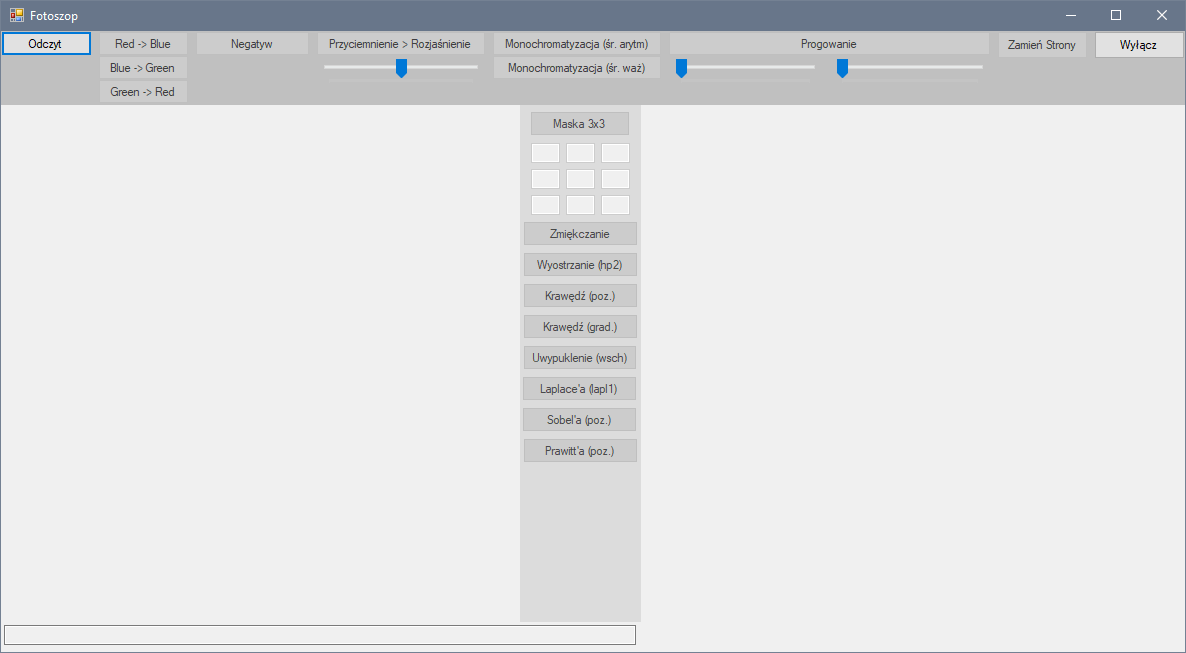 Fotoszop
Odczyt
Red -> Blue
Negatyw
Przyciemnienie > Rozjaśnienie
Monochromatyzacja (śr. arytm)
Progowanie
Zamień Strony
Wyłącz
Blue -> Green
Monochromatyzacja (śr. waż)
Green -> Red
Maska 3x3
Zmiękczanie
Wyostrzanie (hp2)
Krawędź (poz.)
Krawędź (grad.)
Uwypuklenie (wsch)
Laplace'a (lapl1)
Sobel'a (poz.)
Prawitt'a (poz.)